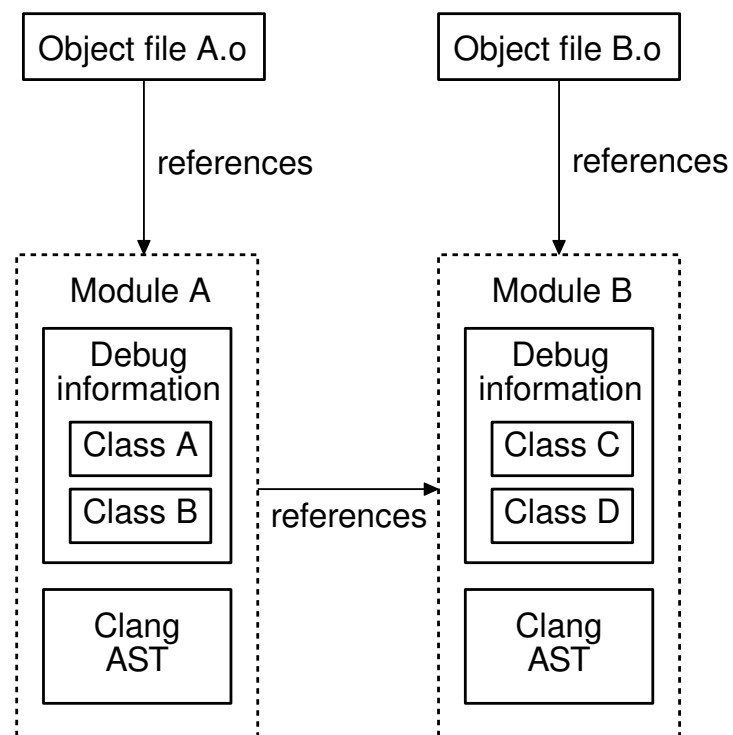 Object file A.o
Object file B.o
references
references
Module A
Module B
Debug
information
Debug
information
Class A
Class C
Class B
Class D
references
Clang
AST
Clang
AST